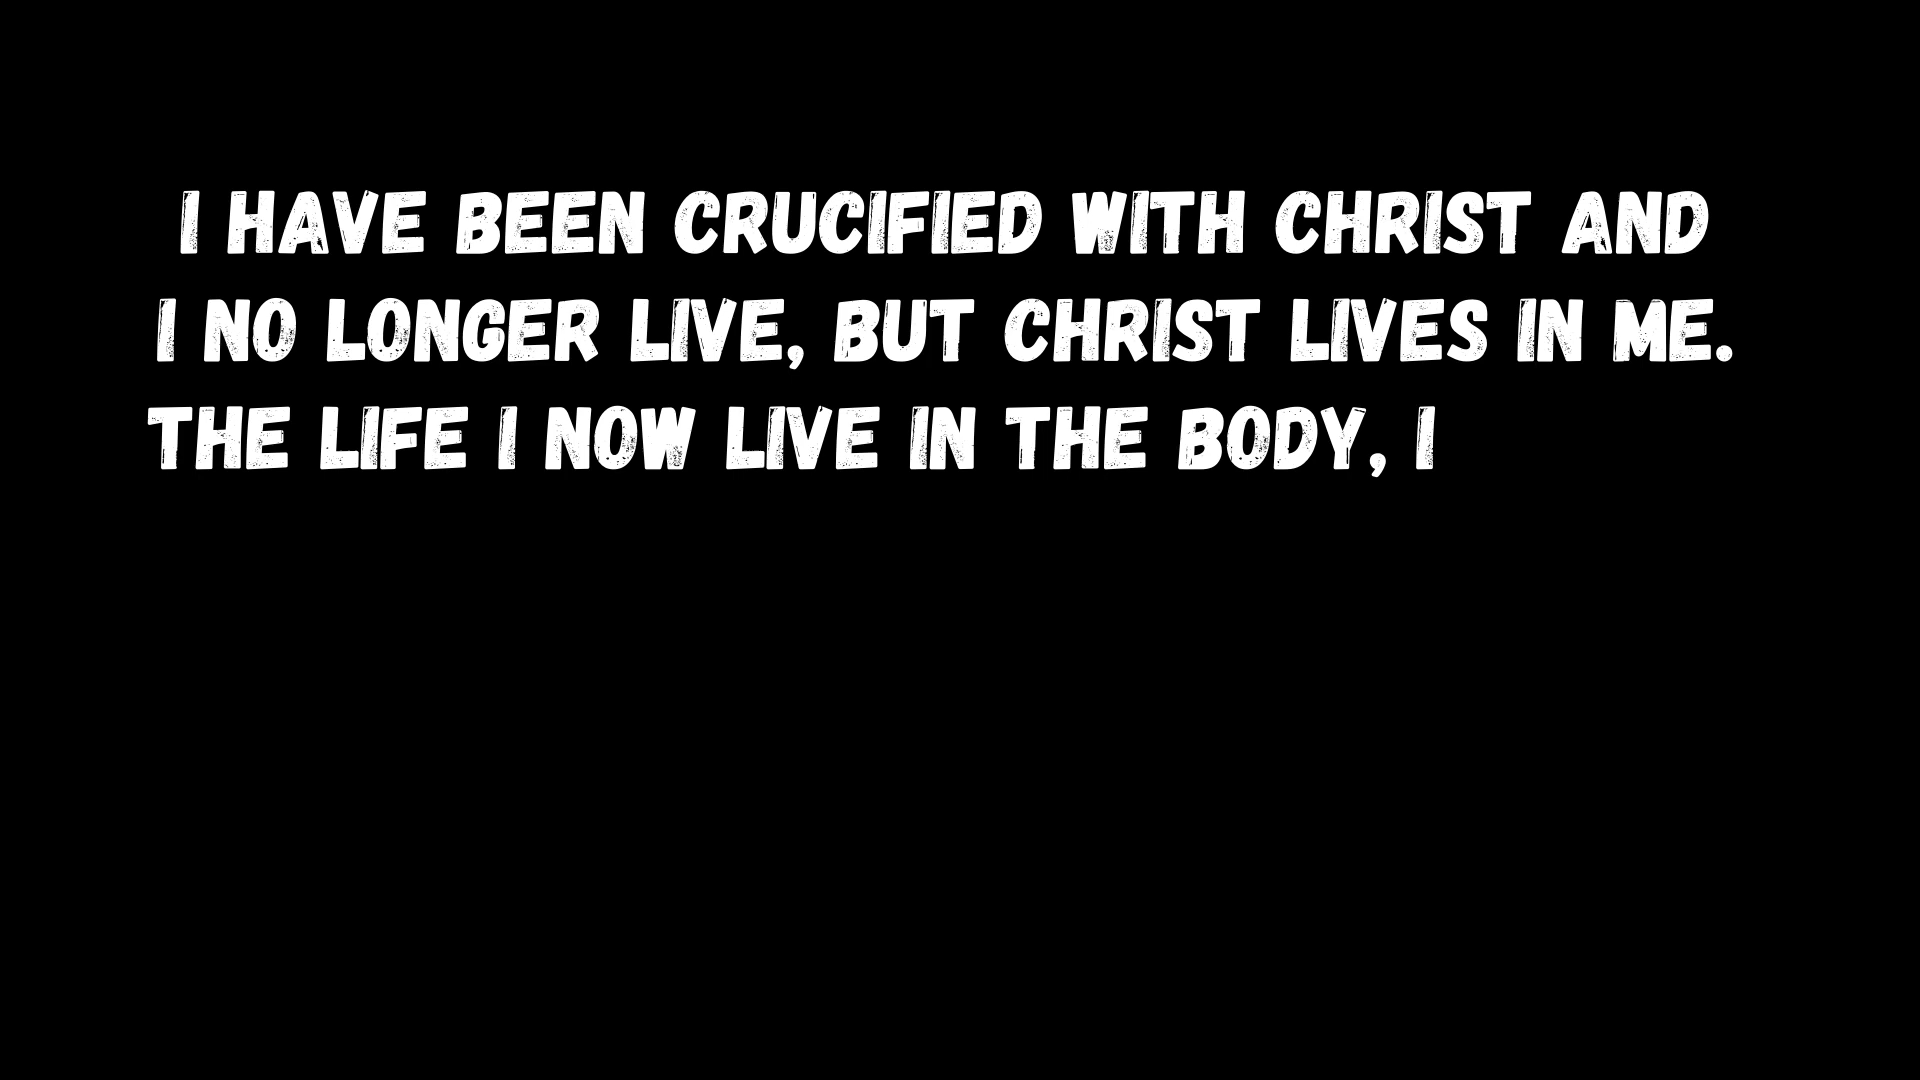 I HAVE BEEN CRUCIFIED WITH CHRIST AND
I NO LONGER LIVE, BUT CHRIST LIVES IN ME.
THE LIFE I NOW LIVE IN THE BODY, I